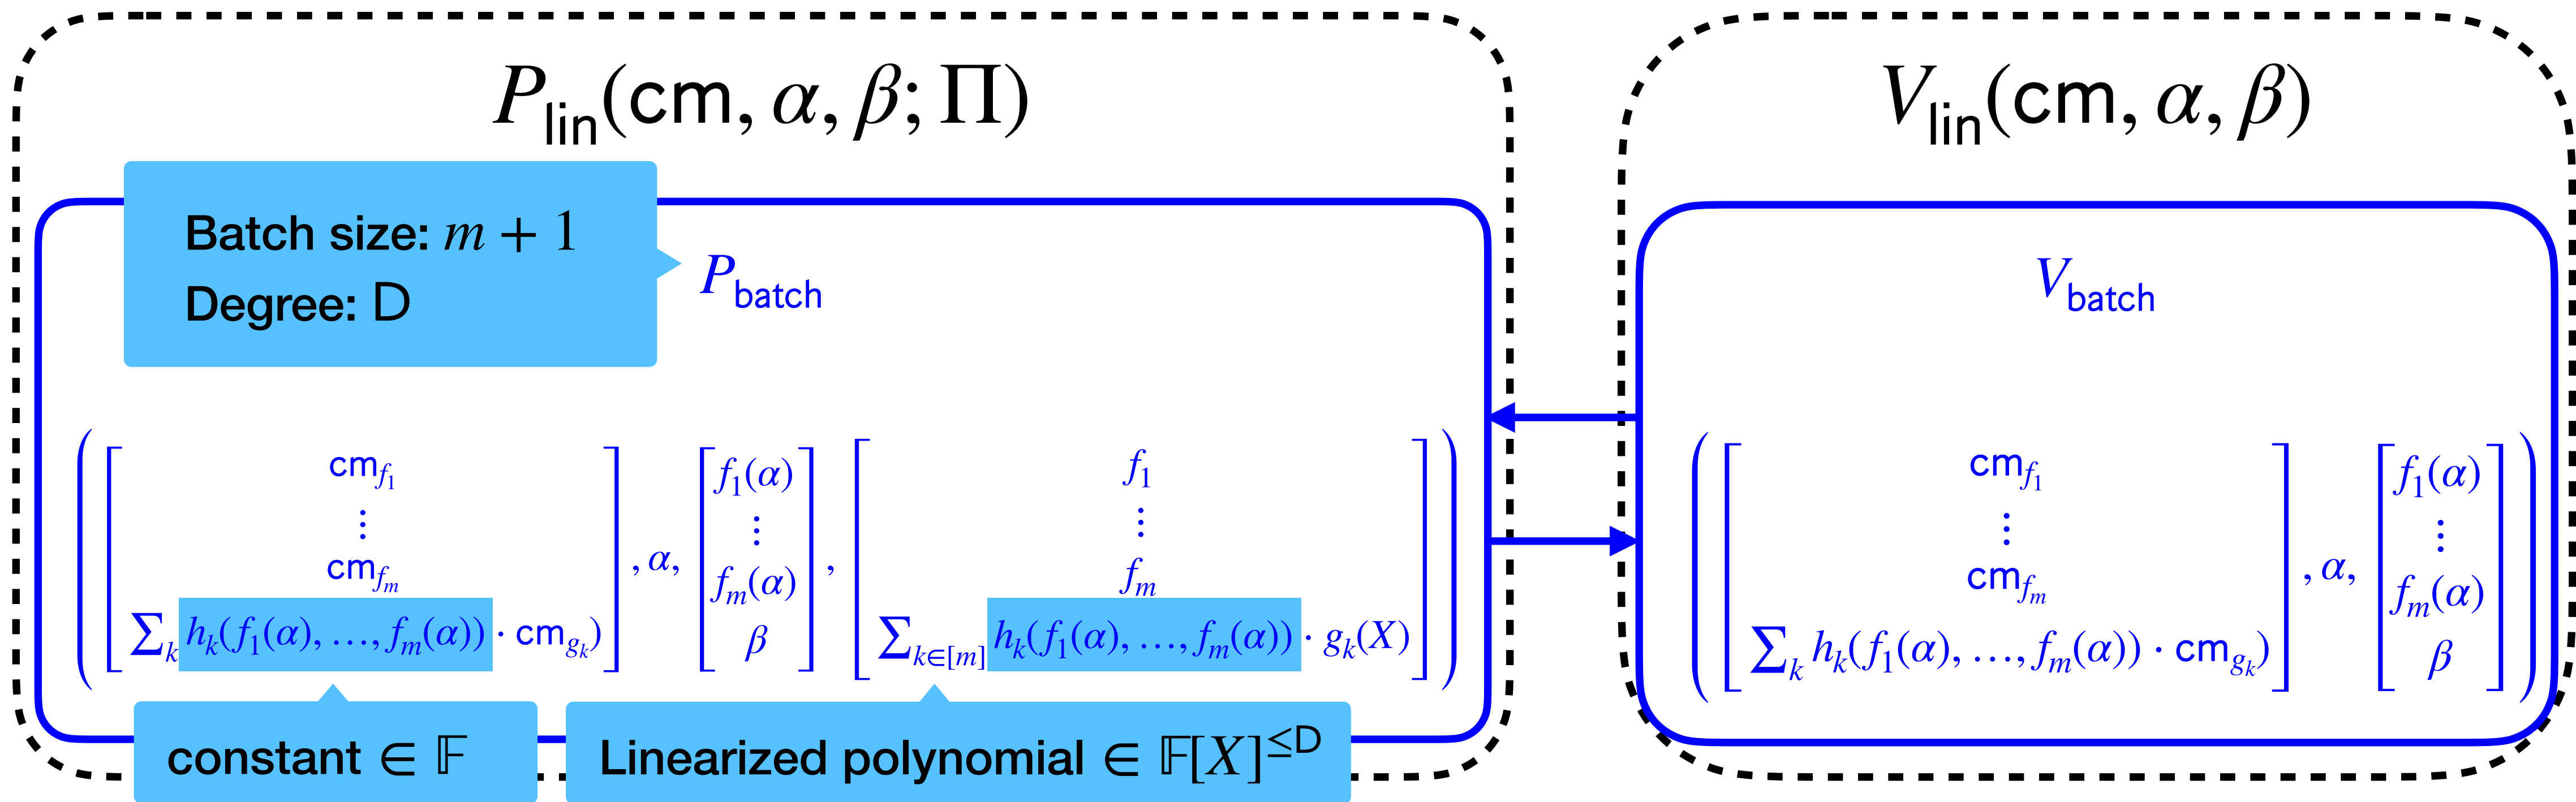 P_lin(cm, α, β; Π)
Batch size: m + 1
Degree: D
P_batch
( [ cm_{f_1}
⋮
cm_{f_m}
∑_k h_k(f_1(α), …, f_m(α)) · cm_{g_k}) ]
, α,
[ f_1(α)
⋮
f_m(α)
β ] ,
[ f_1
⋮
f_m
∑_{k∈[m]} h_k(f_1(α), …, f_m(α)) · g_k(X) ] )
constant ∈ 𝔽
Linearized polynomial ∈ 𝔽[X]^{≤D}
V_lin(cm, α, β)
V_batch
( [ cm_{f_1}
⋮
cm_{f_m}
∑_k h_k(f_1(α), …, f_m(α)) · cm_{g_k}) ]
, α,
[ f_1(α)
⋮
f_m(α)
β ] )